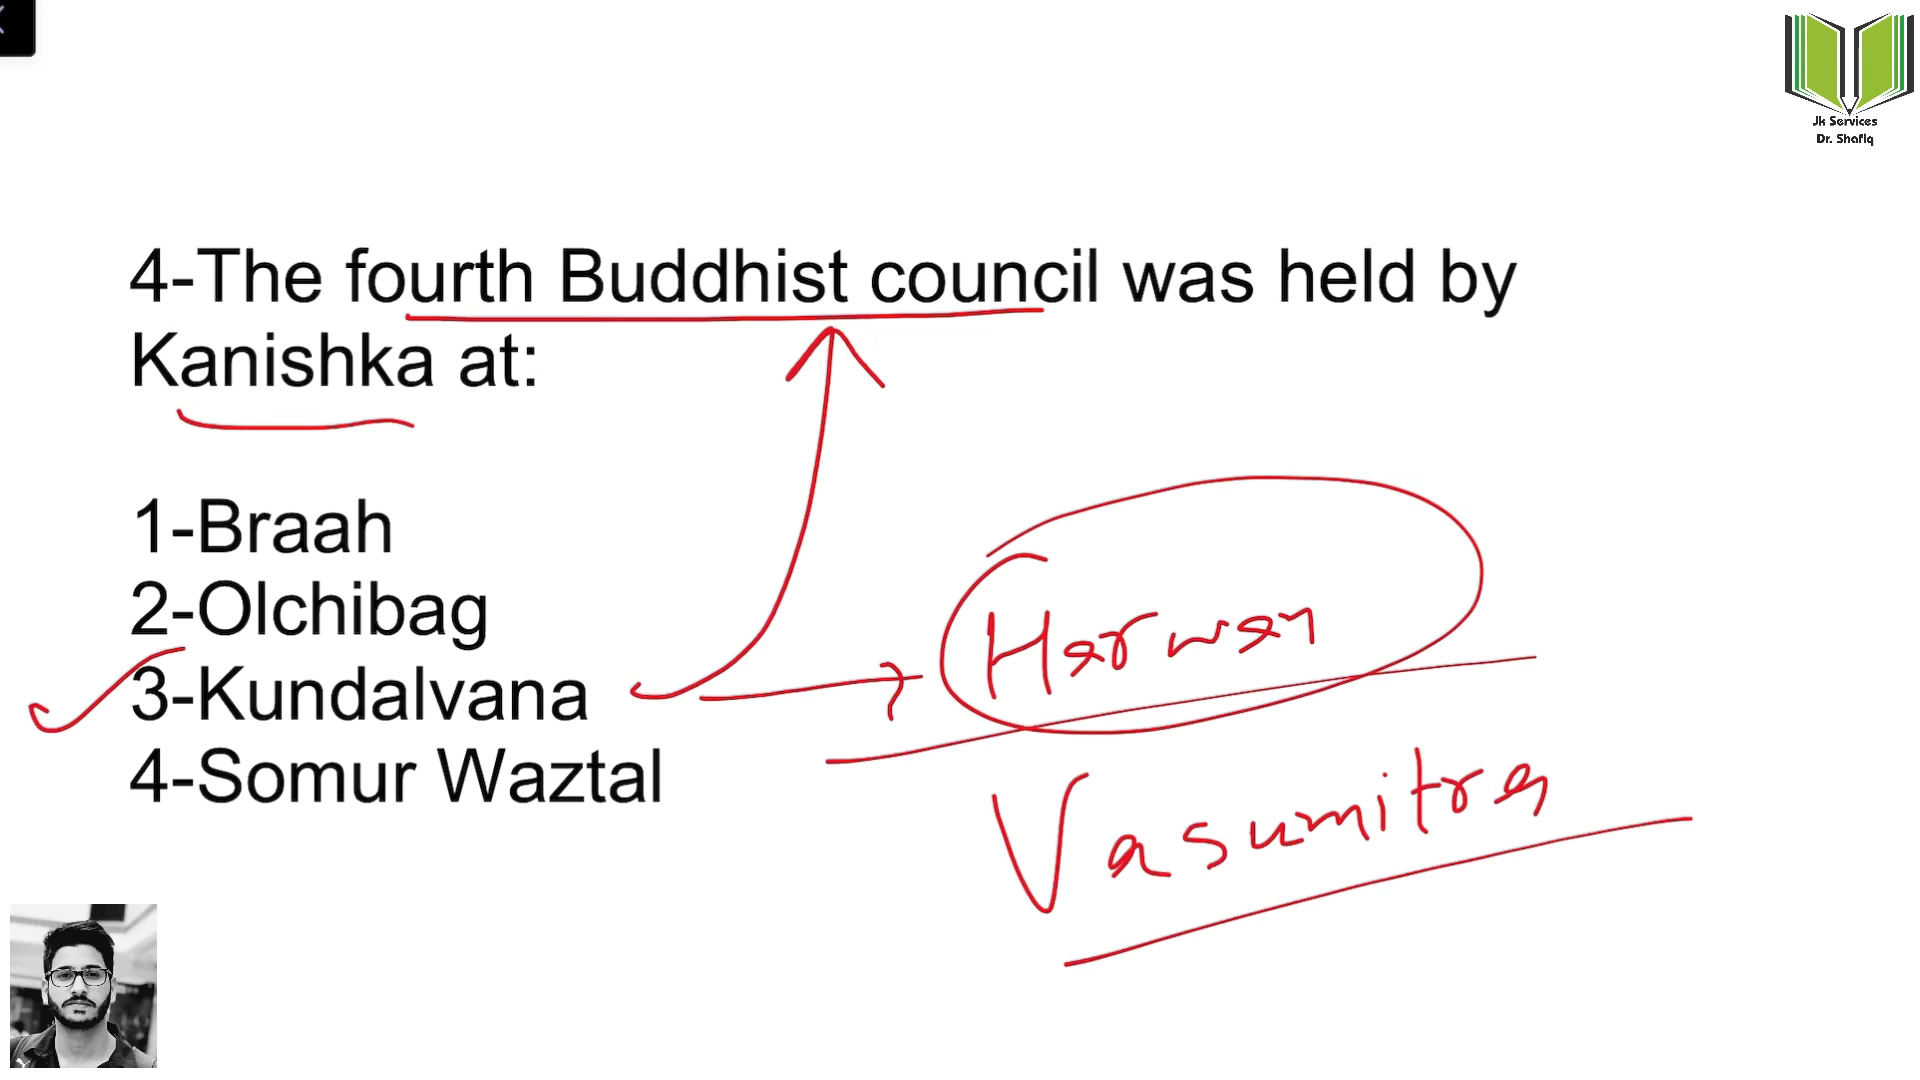 Jk Services
Dr. Shafiq
4-The fourth Buddhist council was held by
Kanishka at:
1-Braah
2-Olchibag
3-Kundalvana
4-Somur Waztal
Harwan
Vasumitra